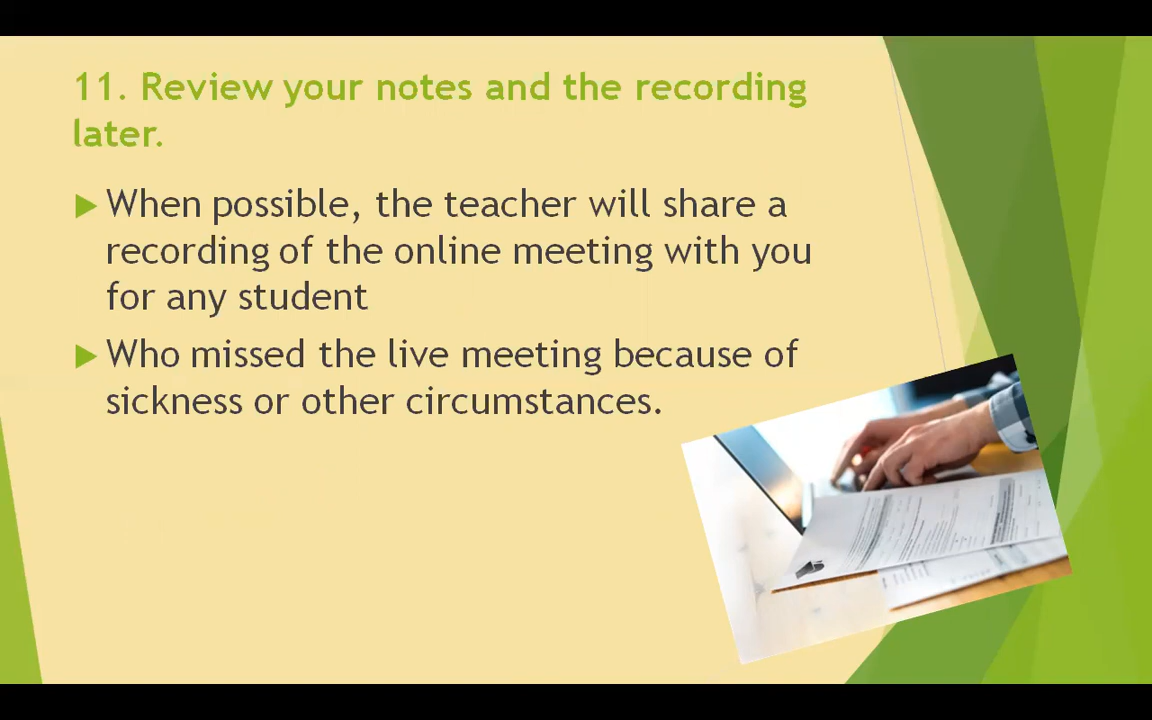 11. Review your notes and the recording
later.
When possible, the teacher will share a
recording of the online meeting with you
for any student
Who missed the live meeting because of
sickness or other circumstances.